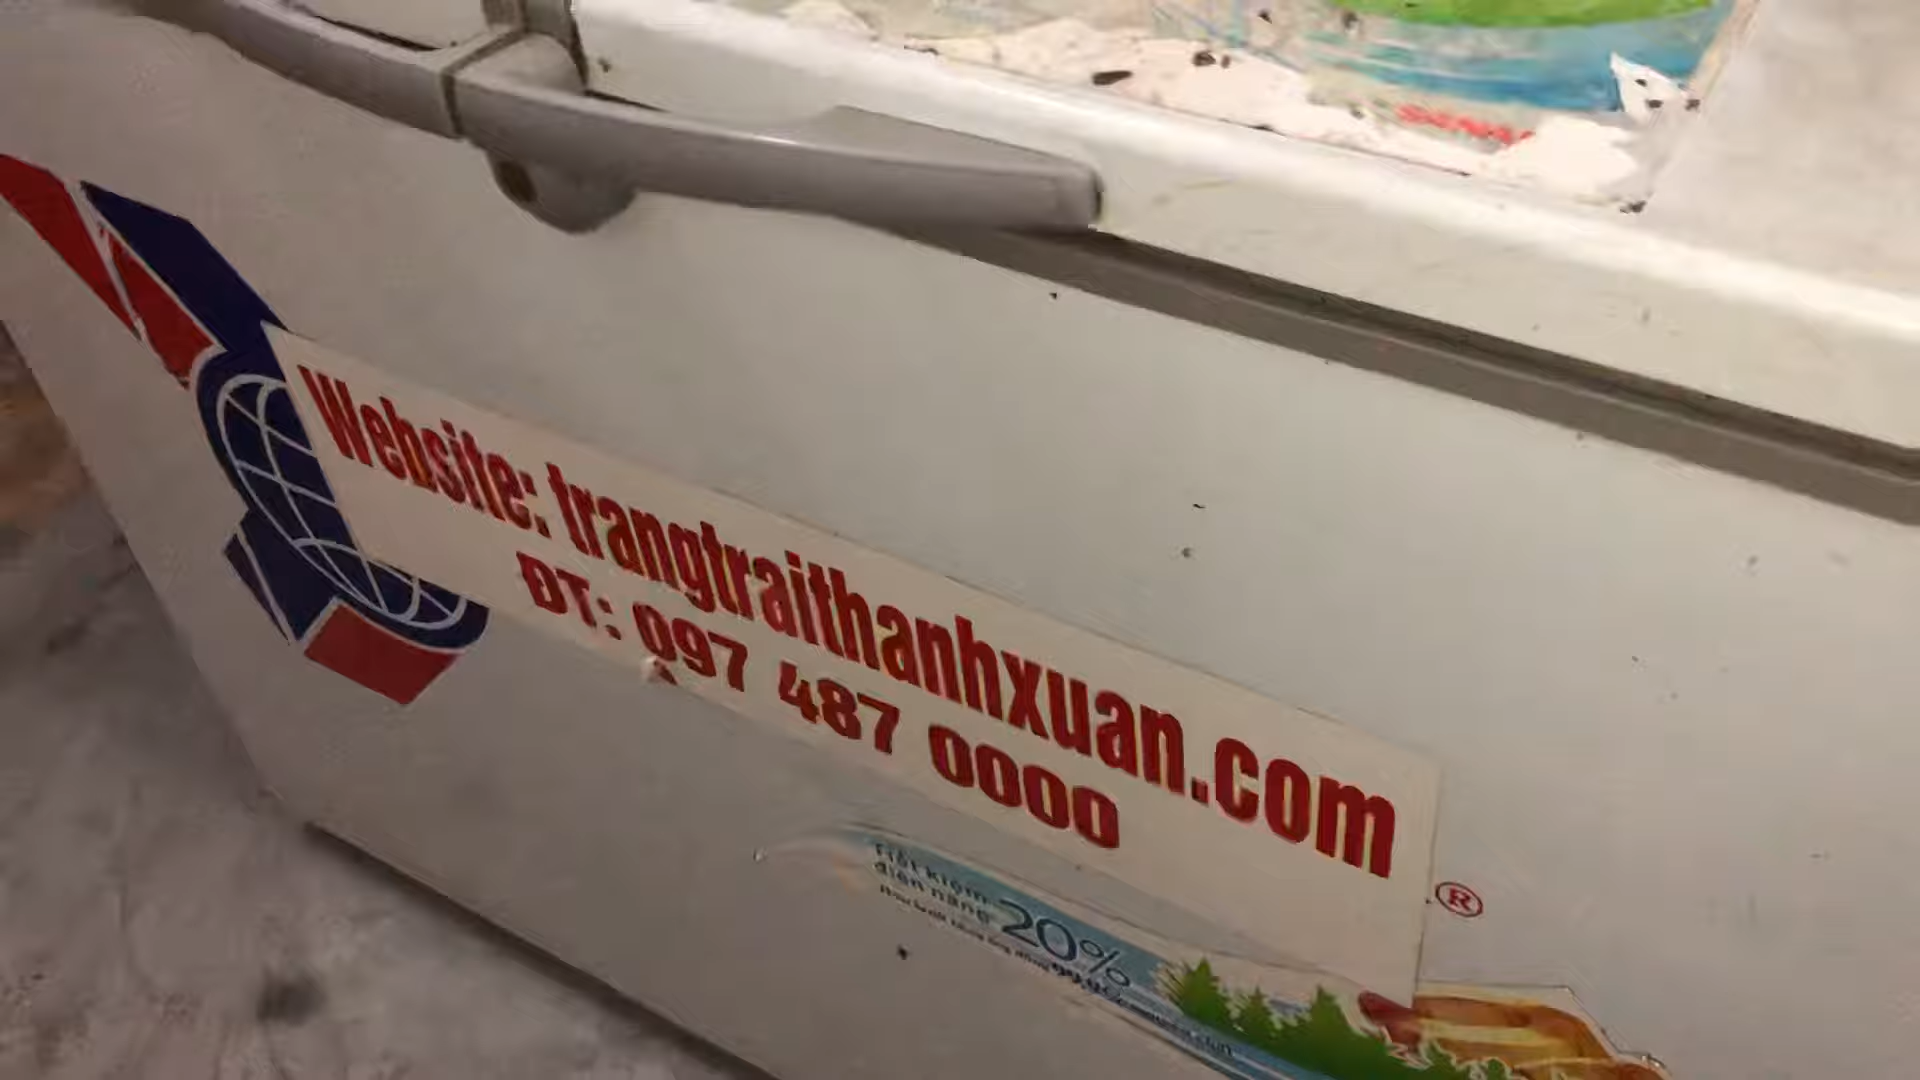 Website: trangtraithanhxuan.com
ĐT: 097 487 0000
®
Tiết kiệm
điện năng 20%